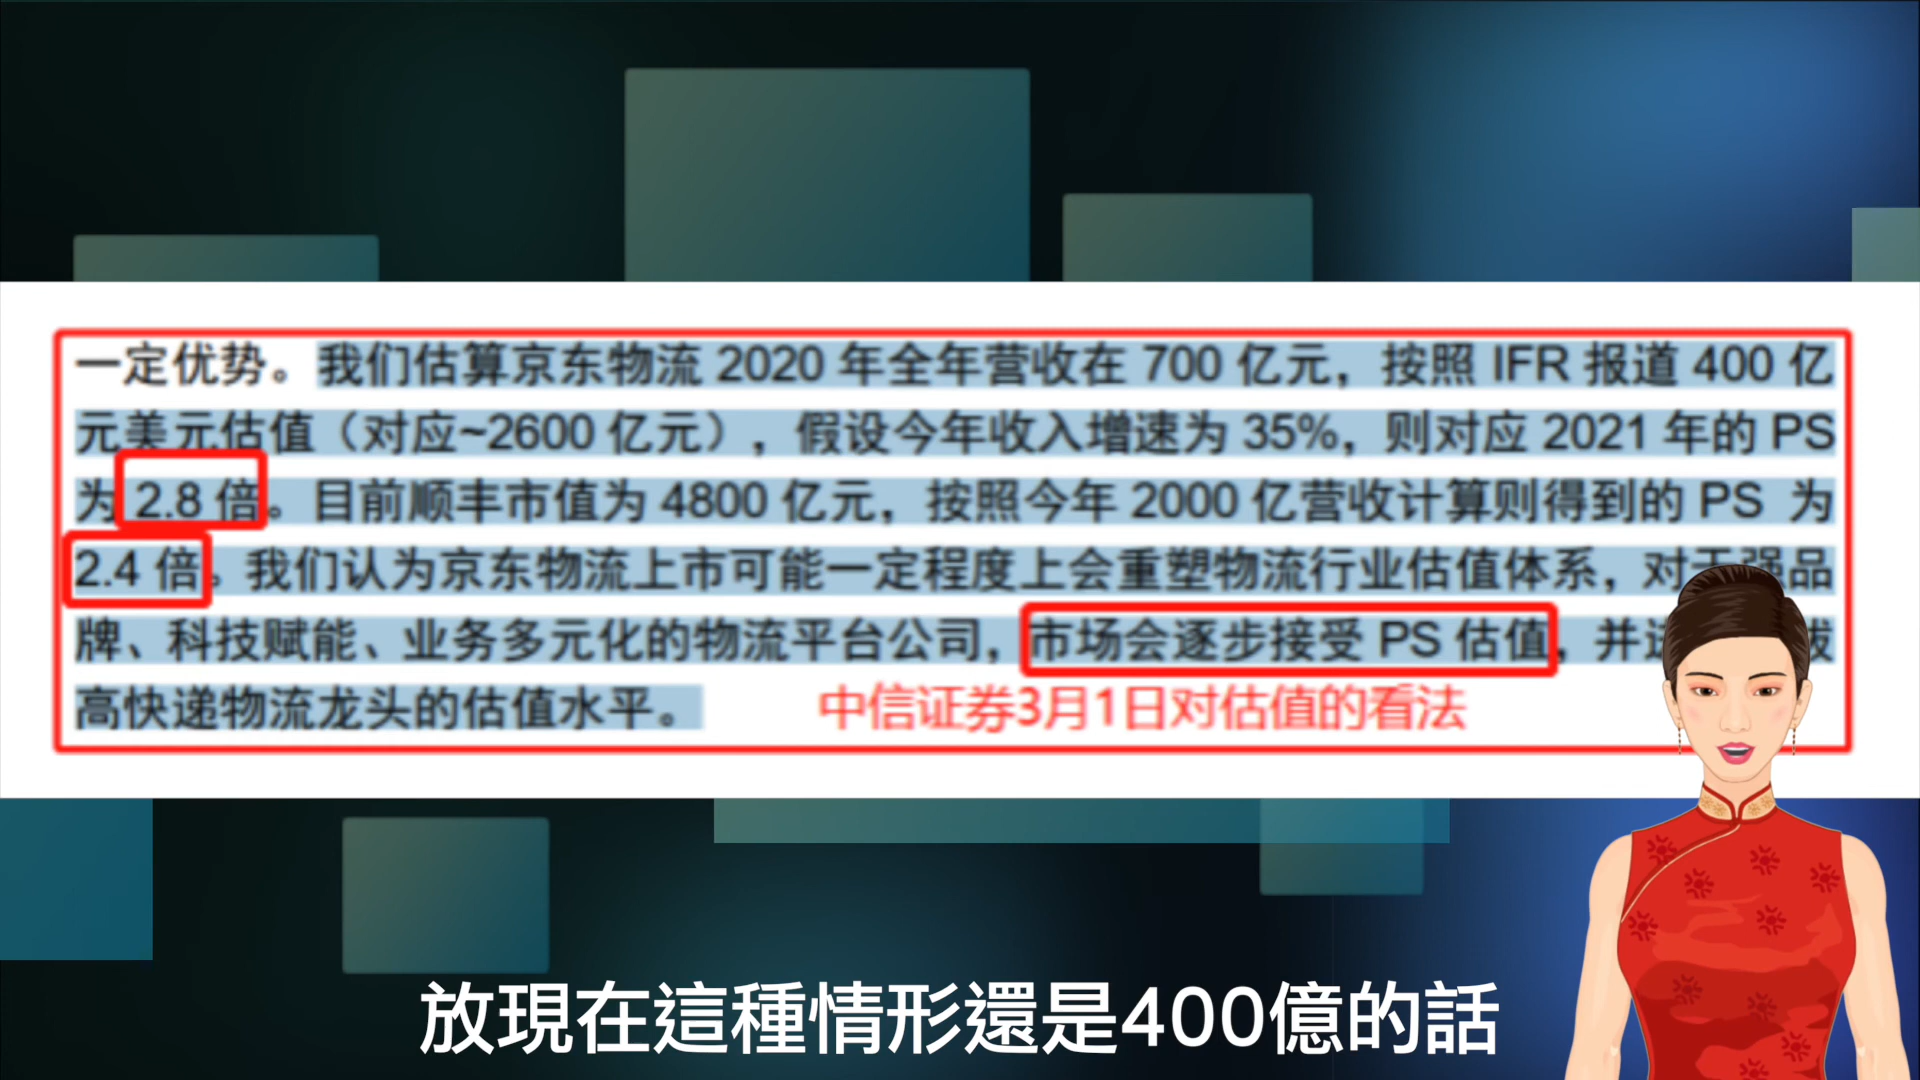 一定优势。我们估算京东物流 2020 年全年营收在 700 亿元，按照 IFR 报道 400 亿
元美元估值（对应~2600 亿元），假设今年收入增速为 35%，则对应 2021 年的 PS
为 2.8 倍。目前顺丰市值为 4800 亿元，按照今年 2000 亿营收计算则得到的 PS 为
2.4 倍。我们认为京东物流上市可能一定程度上会重塑物流行业估值体系，对于强品
牌、科技赋能、业务多元化的物流平台公司，市场会逐步接受 PS 估值，并
高快递物流龙头的估值水平。 中信证券3月1日对估值的看法
放現在這種情形還是400億的話